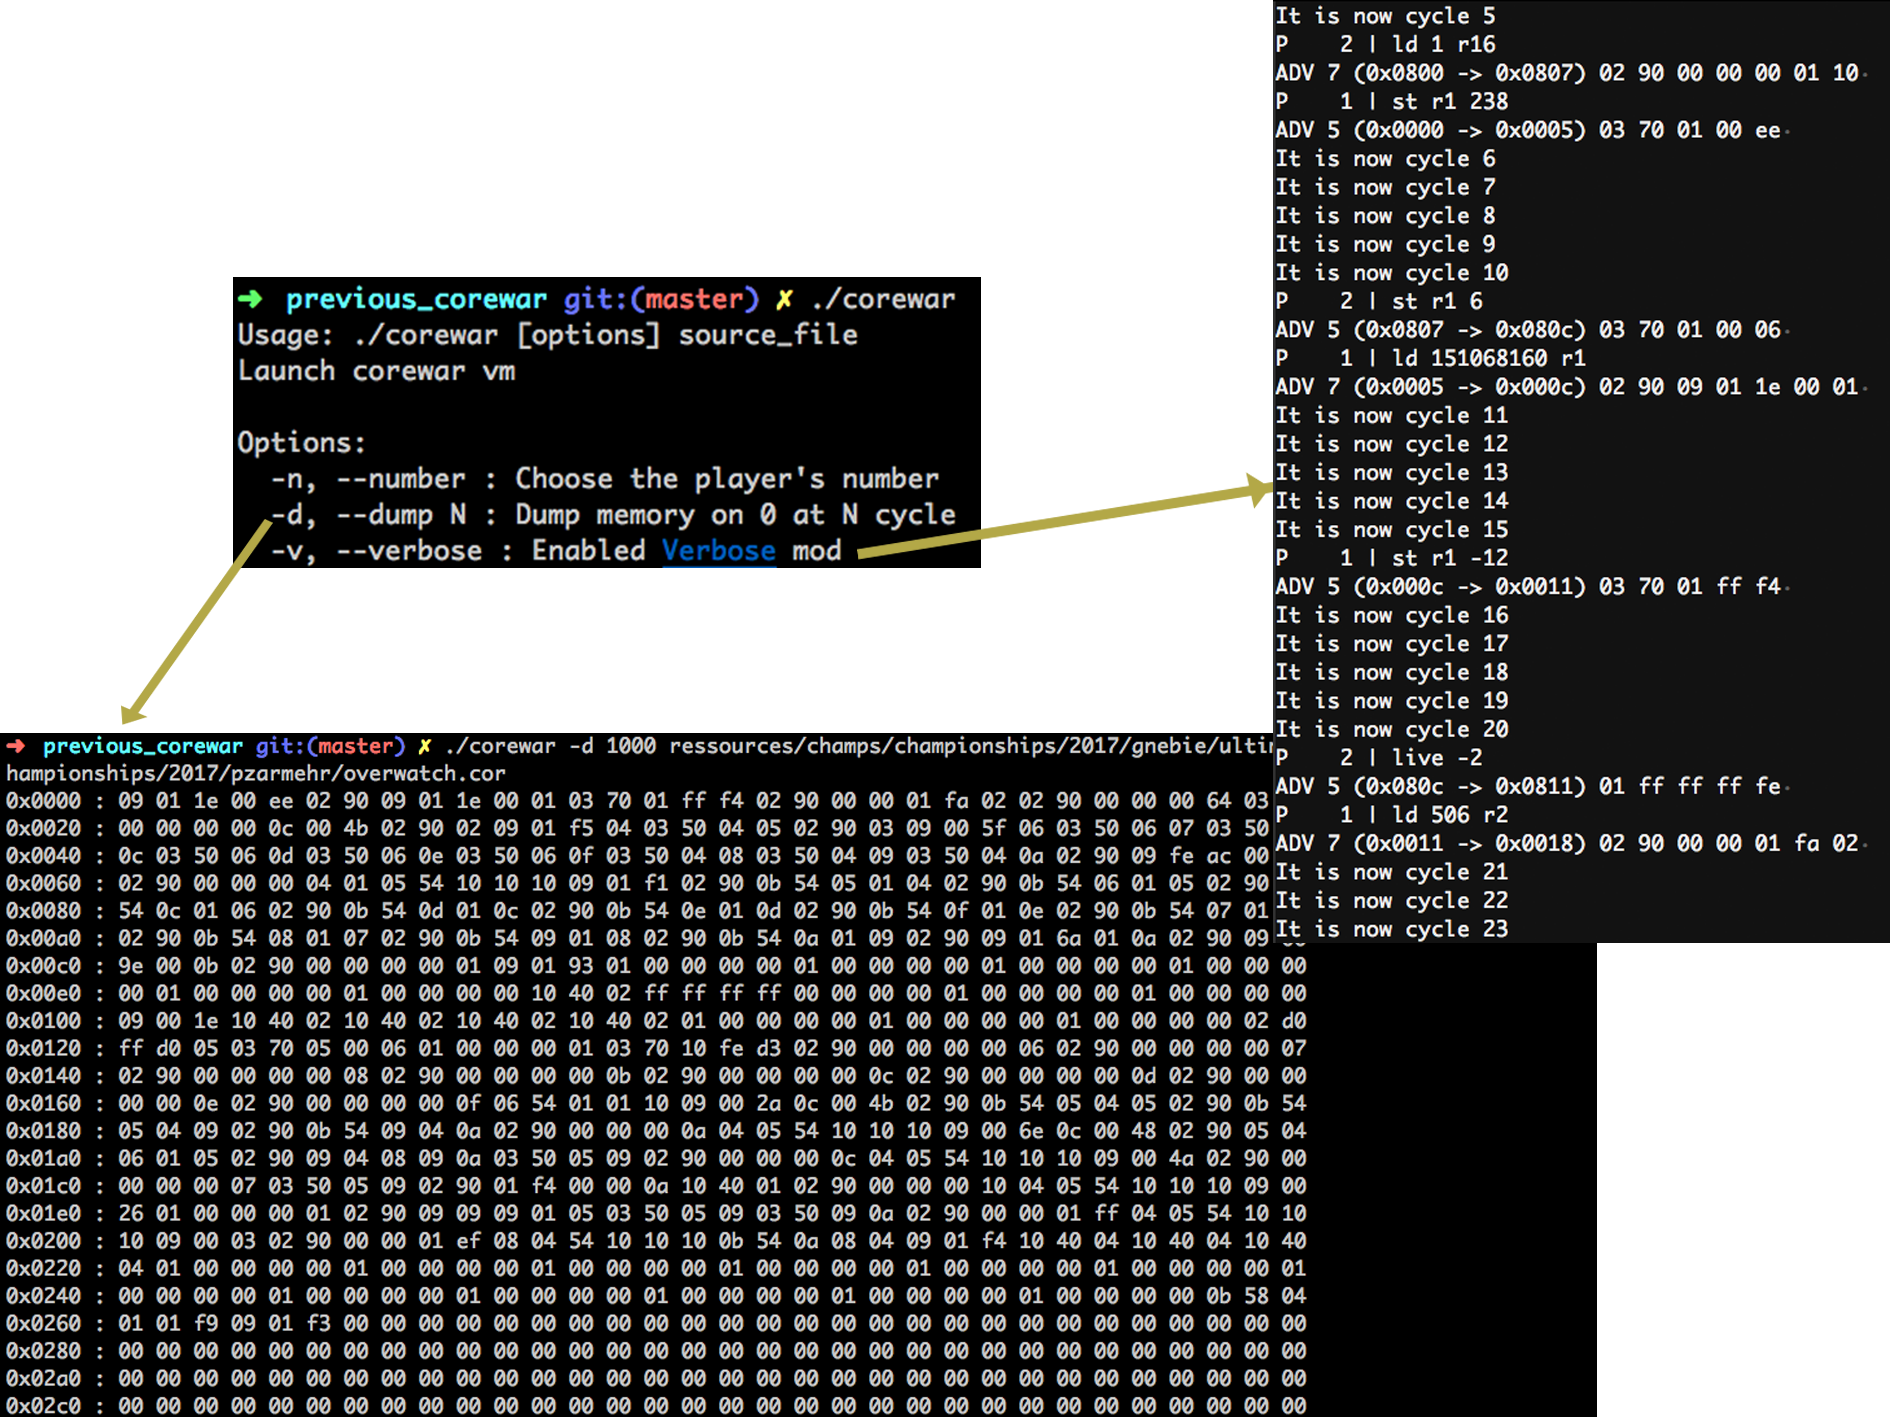 ➜ previous_corewar git:(master) ✗ ./corewar
Usage: ./corewar [options] source_file
Launch corewar vm
Options:
-n, --number : Choose the player's number
-d, --dump N : Dump memory on 0 at N cycle
-v, --verbose : Enabled Verbose mod
It is now cycle 5
P    2 | ld 1 r16
ADV 7 (0x0800 -> 0x0807) 02 90 00 00 00 01 10
P    1 | st r1 238
ADV 5 (0x0000 -> 0x0005) 03 70 01 00 ee
It is now cycle 6
It is now cycle 7
It is now cycle 8
It is now cycle 9
It is now cycle 10
P    2 | st r1 6
ADV 5 (0x0807 -> 0x080c) 03 70 01 00 06
P    1 | ld 151068160 r1
ADV 7 (0x0005 -> 0x000c) 02 90 09 01 1e 00 01
It is now cycle 11
It is now cycle 12
It is now cycle 13
It is now cycle 14
It is now cycle 15
P    1 | st r1 -12
ADV 5 (0x000c -> 0x0011) 03 70 01 ff f4
It is now cycle 16
It is now cycle 17
It is now cycle 18
It is now cycle 19
It is now cycle 20
P    2 | live -2
ADV 5 (0x080c -> 0x0811) 01 ff ff ff fe
P    1 | ld 506 r2
ADV 7 (0x0011 -> 0x0018) 02 90 00 00 01 fa 02
It is now cycle 21
It is now cycle 22
It is now cycle 23
➜ previous_corewar git:(master) ✗ ./corewar -d 1000 ressources/champs/championships/2017/gnebie/ultim
hampionships/2017/pzarmehr/overwatch.cor
0x0000 : 09 01 1e 00 ee 02 90 09 01 1e 00 01 03 70 01 ff f4 02 90 00 00 01 fa 02 02 90 00 00 00 64 03
0x0020 : 00 00 00 00 0c 00 4b 02 90 02 09 01 f5 04 03 50 04 05 02 90 03 09 00 5f 06 03 50 06 07 03 50
0x0040 : 0c 03 50 06 0d 03 50 06 0e 03 50 06 0f 03 50 04 08 03 50 04 09 03 50 04 0a 02 90 09 fe ac 00
0x0060 : 02 90 00 00 00 04 01 05 54 10 10 10 09 01 f1 02 90 0b 54 05 01 04 02 90 0b 54 06 01 05 02 90
0x0080 : 54 0c 01 06 02 90 0b 54 0d 01 0c 02 90 0b 54 0e 01 0d 02 90 0b 54 0f 01 0e 02 90 0b 54 07 01
0x00a0 : 02 90 0b 54 08 01 07 02 90 0b 54 09 01 08 02 90 0b 54 0a 01 09 02 90 09 01 6a 01 0a 02 90 09 00
0x00c0 : 9e 00 0b 02 90 00 00 00 00 01 09 01 93 01 00 00 00 00 01 00 00 00 00 01 00 00 00 00 01 00 00 00
0x00e0 : 00 01 00 00 00 00 01 00 00 00 00 10 40 02 ff ff ff ff 00 00 00 00 01 00 00 00 00 01 00 00 00 00
0x0100 : 09 00 1e 10 40 02 10 40 02 10 40 02 10 40 02 01 00 00 00 00 01 00 00 00 00 01 00 00 00 00 02 d0
0x0120 : ff d0 05 03 70 05 00 06 01 00 00 00 01 03 70 10 fe d3 02 90 00 00 00 00 06 02 90 00 00 00 00 07
0x0140 : 02 90 00 00 00 00 08 02 90 00 00 00 00 0b 02 90 00 00 00 00 0c 02 90 00 00 00 00 0d 02 90 00 00
0x0160 : 00 00 0e 02 90 00 00 00 00 0f 06 54 01 01 10 09 00 2a 0c 00 4b 02 90 0b 54 05 04 05 02 90 0b 54
0x0180 : 05 04 09 02 90 0b 54 09 04 0a 02 90 00 00 00 0a 04 05 54 10 10 10 09 00 6e 0c 00 48 02 90 05 04
0x01a0 : 06 01 05 02 90 09 04 08 09 0a 03 50 05 09 02 90 00 00 00 0c 04 05 54 10 10 10 09 00 4a 02 90 00
0x01c0 : 00 00 00 07 03 50 05 09 02 90 01 f4 00 00 0a 10 40 01 02 90 00 00 00 10 04 05 54 10 10 10 09 00
0x01e0 : 26 01 00 00 00 01 02 90 09 09 09 01 05 03 50 05 09 03 50 09 0a 02 90 00 00 01 ff 04 05 54 10 10
0x0200 : 10 09 00 03 02 90 00 00 01 ef 08 04 54 10 10 10 0b 54 0a 08 04 09 01 f4 10 40 04 10 40 04 10 40
0x0220 : 04 01 00 00 00 00 01 00 00 00 00 01 00 00 00 00 01 00 00 00 00 01 00 00 00 00 01 00 00 00 00 01
0x0240 : 00 00 00 00 01 00 00 00 00 01 00 00 00 00 01 00 00 00 00 01 00 00 00 00 01 00 00 00 00 0b 58 04
0x0260 : 01 01 f9 09 01 f3 00 00 00 00 00 00 00 00 00 00 00 00 00 00 00 00 00 00 00 00 00 00 00 00 00 00
0x0280 : 00 00 00 00 00 00 00 00 00 00 00 00 00 00 00 00 00 00 00 00 00 00 00 00 00 00 00 00 00 00 00 00
0x02a0 : 00 00 00 00 00 00 00 00 00 00 00 00 00 00 00 00 00 00 00 00 00 00 00 00 00 00 00 00 00 00 00 00
0x02c0 : 00 00 00 00 00 00 00 00 00 00 00 00 00 00 00 00 00 00 00 00 00 00 00 00 00 00 00 00 00 00 00 00